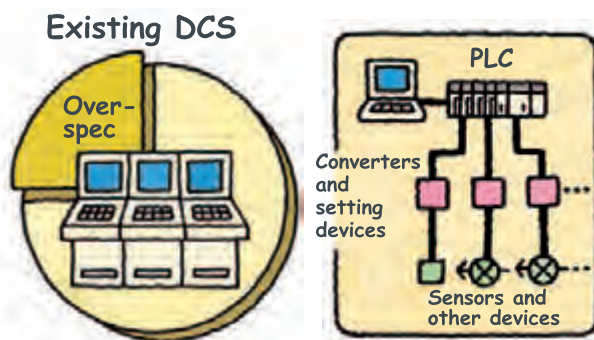 Existing DCS
Over-
spec
PLC
Converters
and
setting
devices
Sensors and
other devices